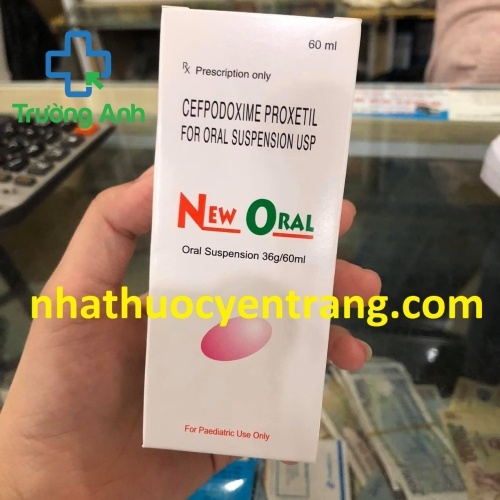 60 ml
Rx Prescription only
Trường Anh
CEFPODOXIME PROXETIL
FOR ORAL SUSPENSION USP
NEW ORAL
Oral Suspension 36g/60ml
nhathuocyentrang.com
For Paediatric Use Only